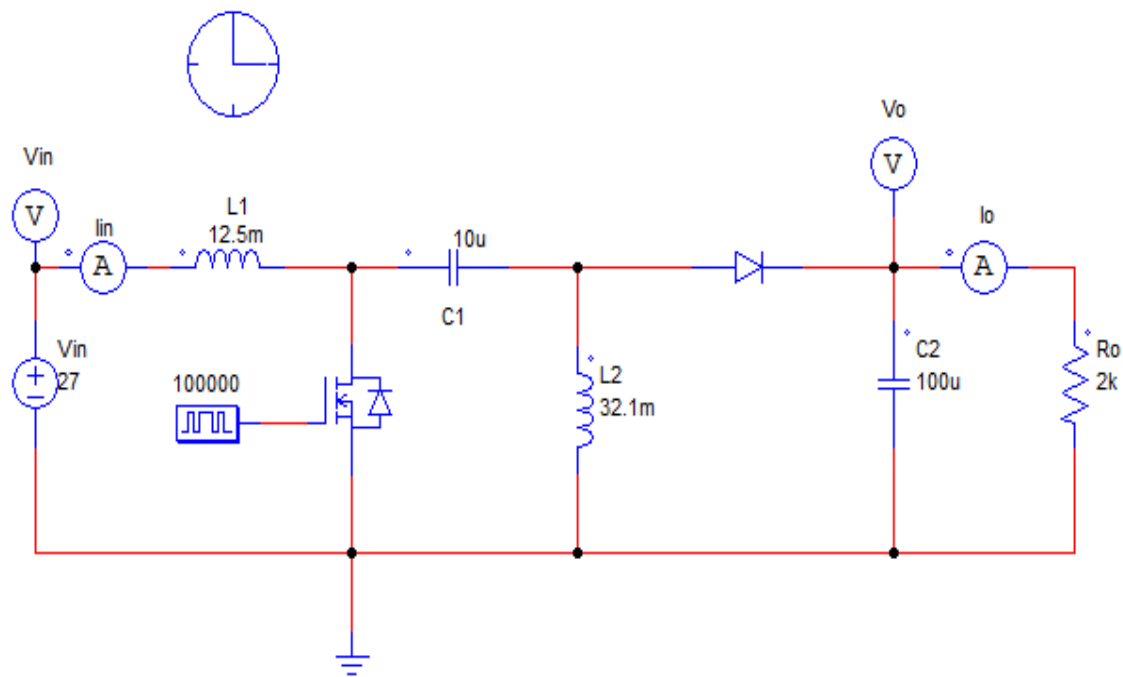 Vo
V
Vin
V
Iin
A
L1
12.5m
10u
C1
Io
A
Vin
27
100000
L2
32.1m
C2
100u
Ro
2k